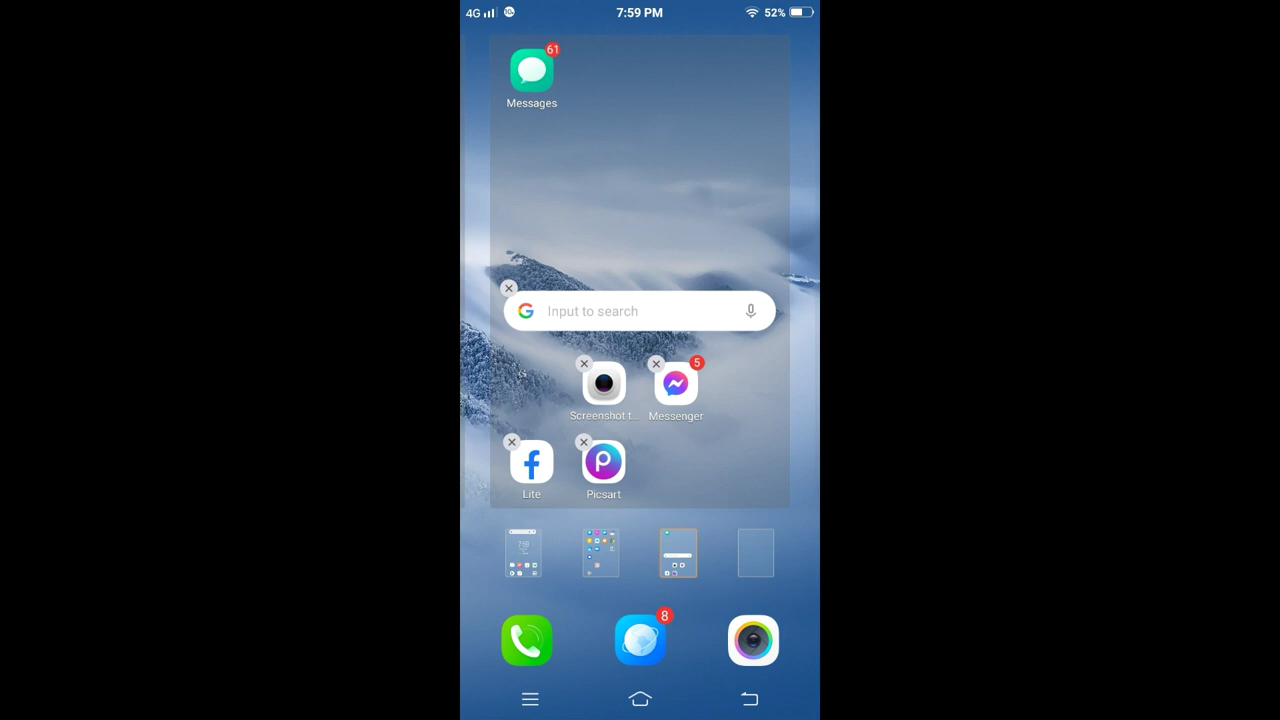 4G
7:59 PM
52%
61
Messages
Input to search
5
Screenshot t...
Messenger
Lite
Picsart
8